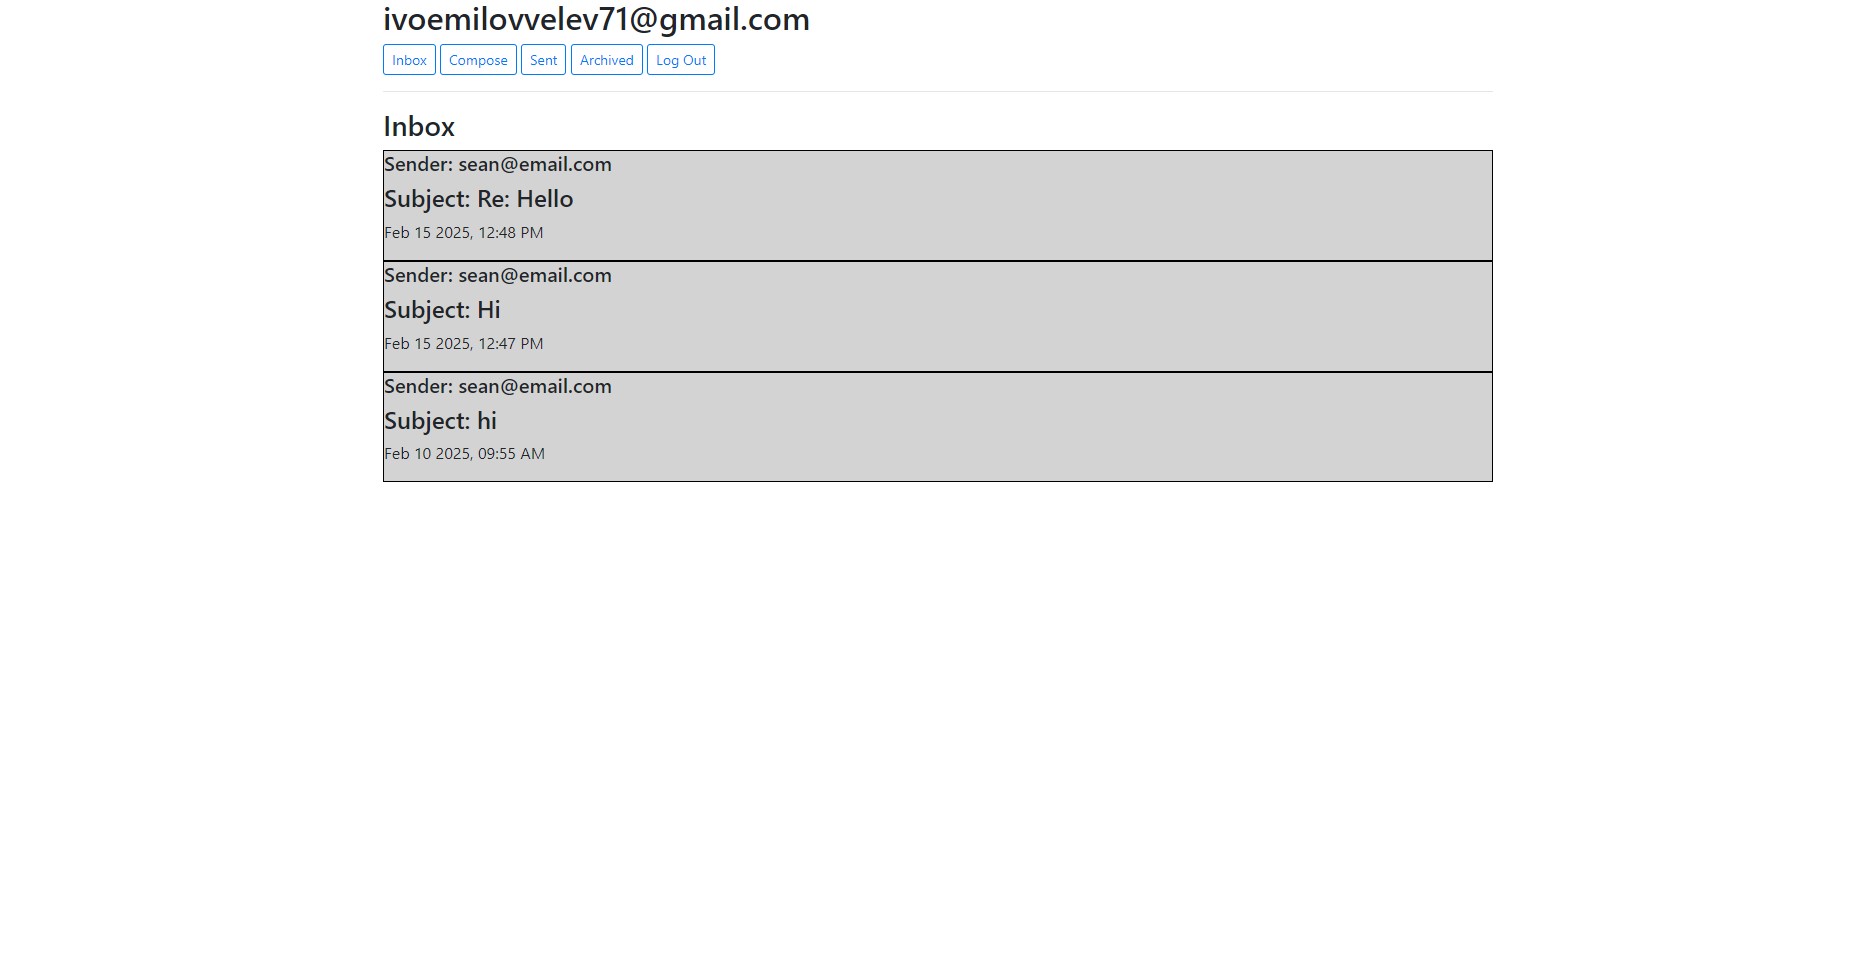 ivoemilovvelev71@gmail.com
Inbox Compose Sent Archived Log Out
Inbox
Sender: sean@email.com
Subject: Re: Hello
Feb 15 2025, 12:48 PM
Sender: sean@email.com
Subject: Hi
Feb 15 2025, 12:47 PM
Sender: sean@email.com
Subject: hi
Feb 10 2025, 09:55 AM